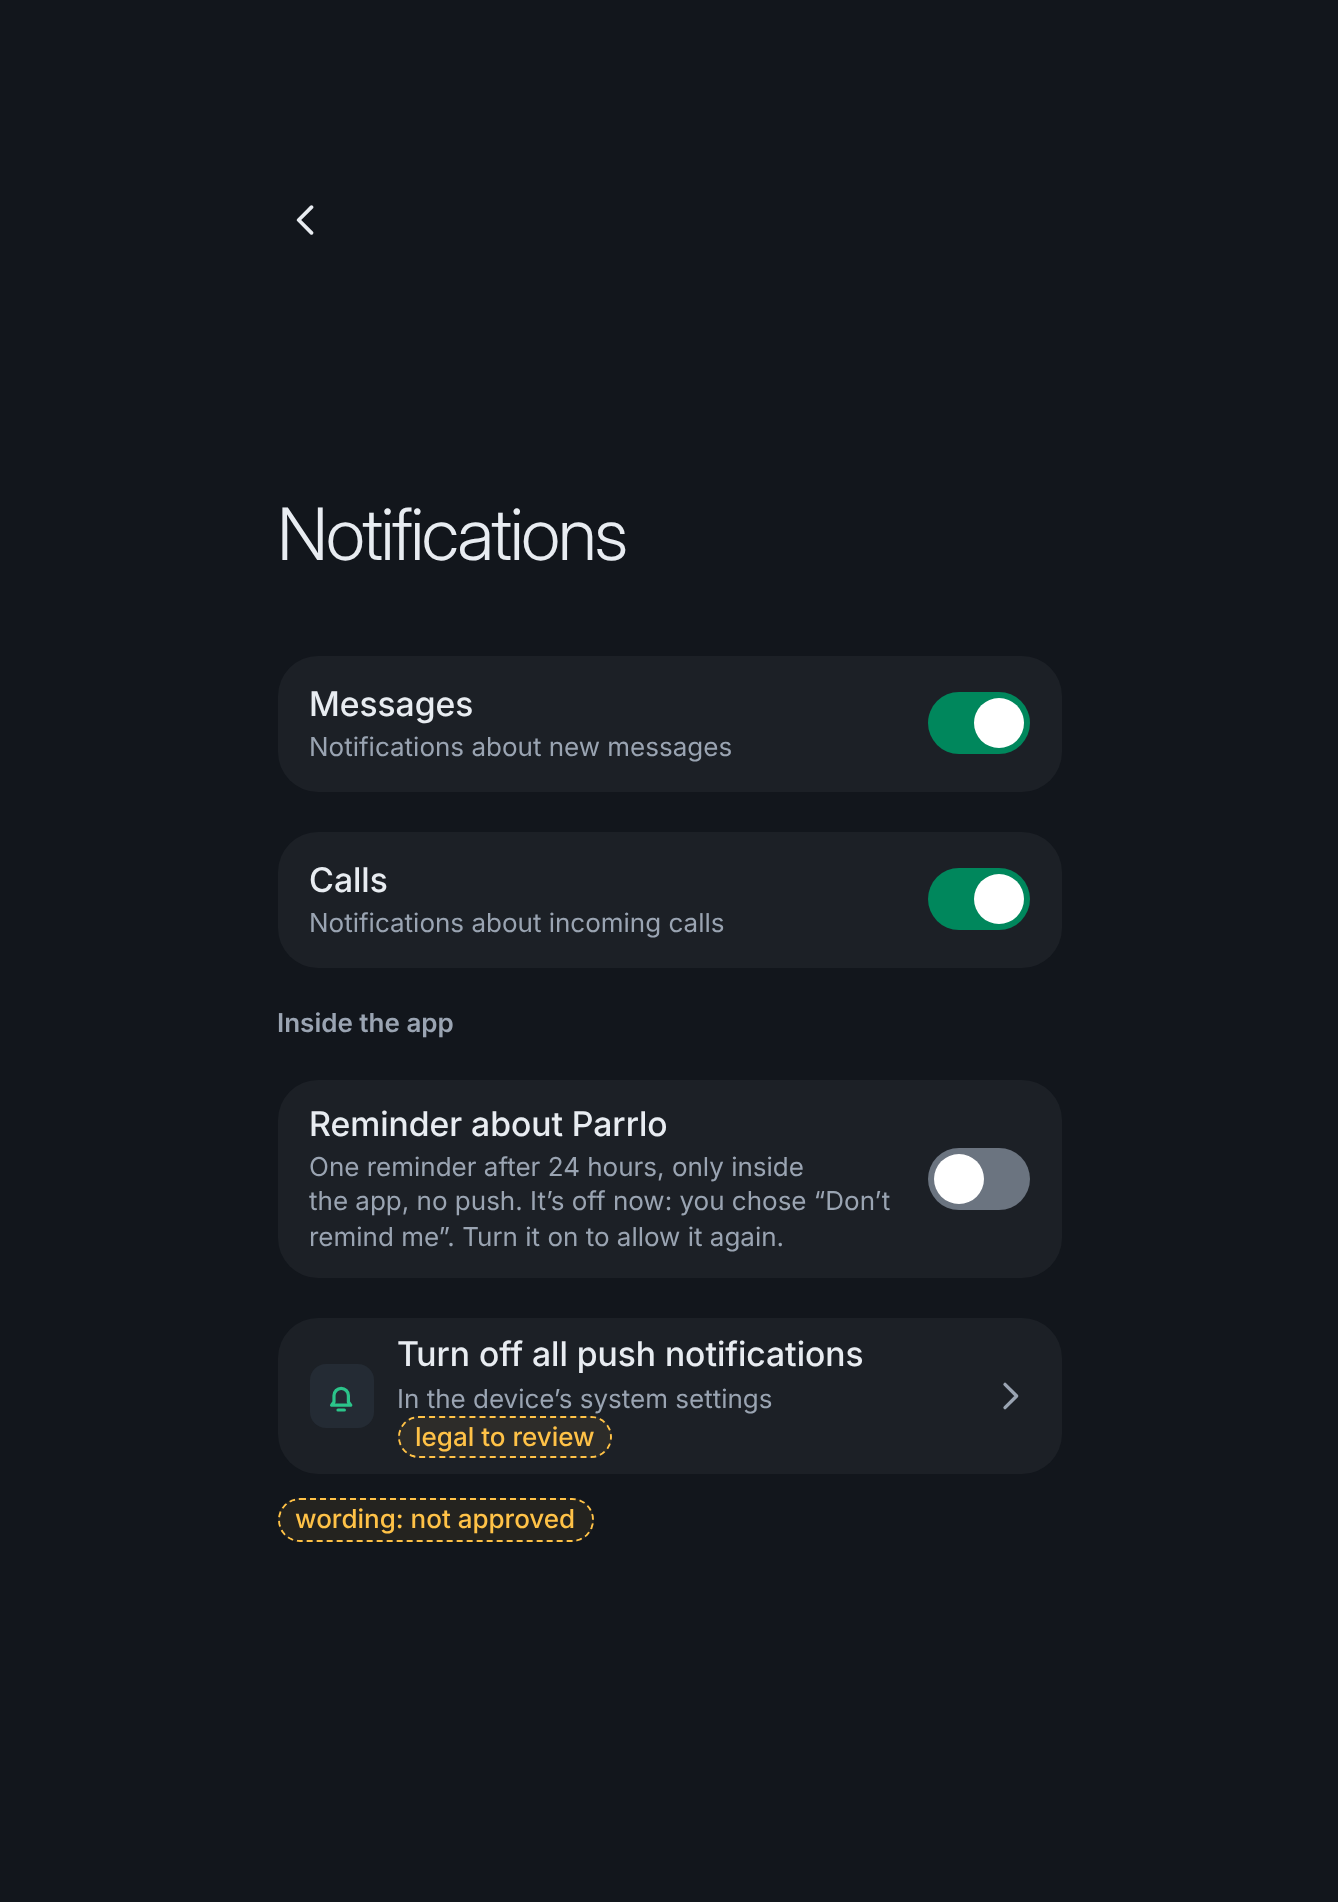 Notifications
Messages
Notifications about new messages
Calls
Notifications about incoming calls
Inside the app
Reminder about Parrlo
One reminder after 24 hours, only inside
the app, no push. It’s off now: you chose “Don’t
remind me”. Turn it on to allow it again.
Turn off all push notifications
In the device’s system settings
legal to review
wording: not approved